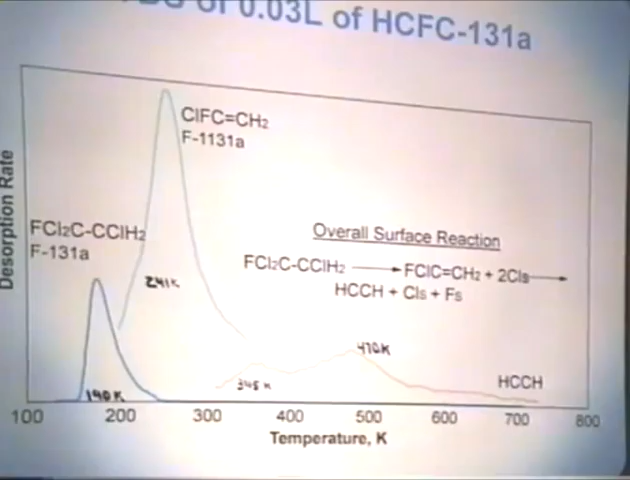 of 0.03L of HCFC-131a
ClFC=CH2
F-1131a
FCl2C-CClH2
F-131a
Desorption Rate
Overall Surface Reaction
FCl2C-CClH2 → FClC=CH2 + 2Cls →
HCCH + Cls + Fs
241K
470K
345 K
190K
HCCH
100 200 300 400 500 600 700 800
Temperature, K